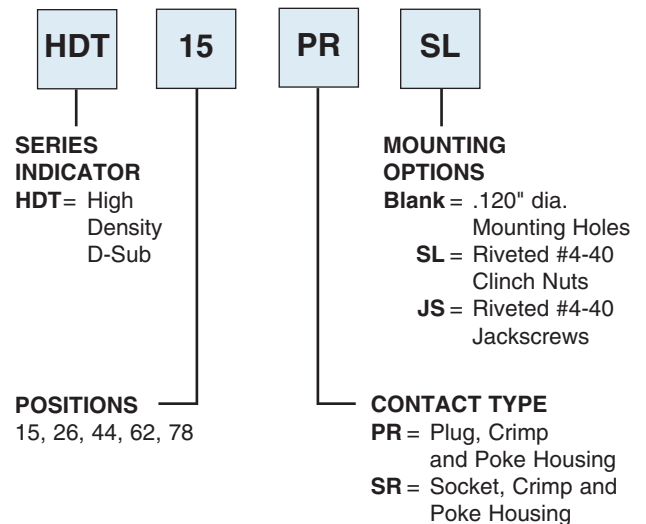 HDT 15 PR SL
SERIES
INDICATOR
HDT= High
Density
D-Sub
MOUNTING
OPTIONS
Blank = .120" dia.
Mounting Holes
SL = Riveted #4-40
Clinch Nuts
JS = Riveted #4-40
Jackscrews
POSITIONS
15, 26, 44, 62, 78
CONTACT TYPE
PR = Plug, Crimp
and Poke Housing
SR = Socket, Crimp and
Poke Housing